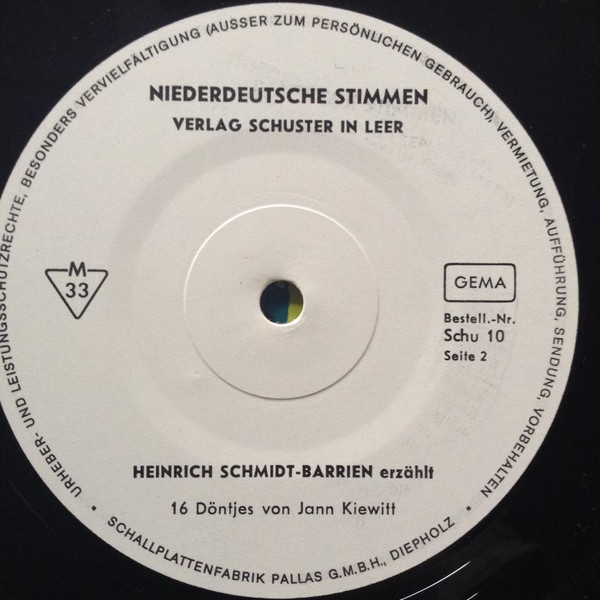 URHEBER- UND LEISTUNGSSCHUTZRECHTE, BESONDERS VERVIELFÄLTIGUNG (AUSSER ZUM PERSÖNLICHEN GEBRAUCH), VERMIETUNG, AUFFÜHRUNG, SENDUNG, VORBEHALTEN
NIEDERDEUTSCHE STIMMEN
VERLAG SCHUSTER IN LEER
M
33
GEMA
Bestell.-Nr.
Schu 10
Seite 2
HEINRICH SCHMIDT-BARRIEN erzählt
16 Döntjes von Jann Kiewitt
• SCHALLPLATTENFABRIK PALLAS G.M.B.H., DIEPHOLZ •